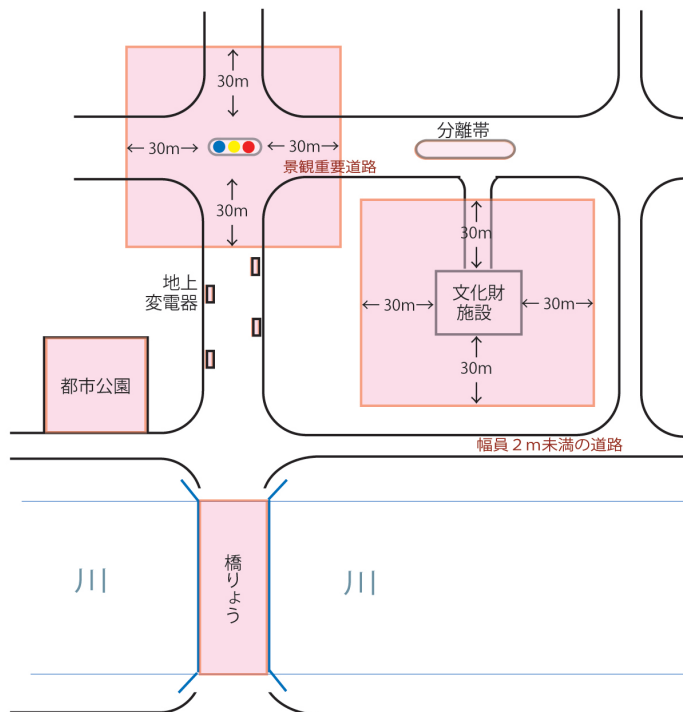 30m
分離帯
30m
30m
景観重要道路
30m
30m
地上
変電器
30m
文化財
施設
30m
30m
都市公園
幅員２ｍ未満の道路
橋りょう
川
川